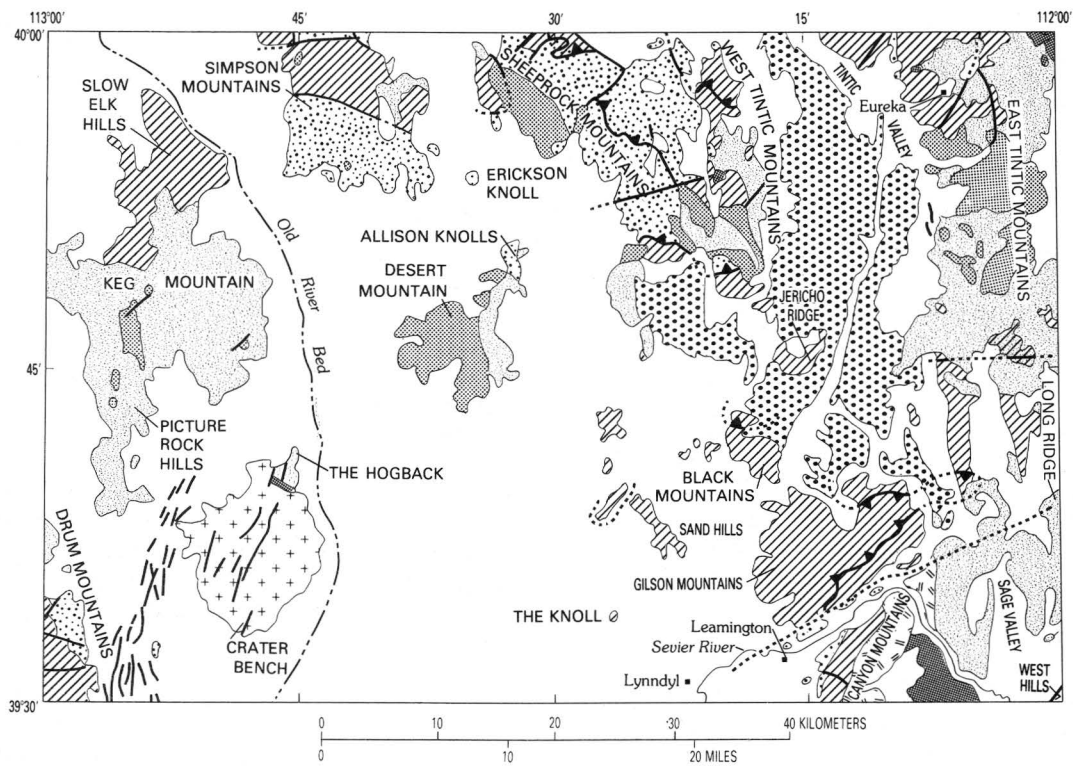 113°00'
45'
30'
15'
112°00'
40°00'
SIMPSON
MOUNTAINS
SLOW
ELK
HILLS
SHEEPROCK
MOUNTAINS
WEST TINTIC MOUNTAINS
TINTIC
VALLEY
Eureka
EAST TINTIC MOUNTAINS
ERICKSON
KNOLL
Old
River
Bed
ALLISON KNOLLS
DESERT
MOUNTAIN
KEG
MOUNTAIN
JERICHO
RIDGE
45'
PICTURE
ROCK
HILLS
LONG RIDGE
THE HOGBACK
BLACK
MOUNTAINS
SAND HILLS
DRUM MOUNTAINS
GILSON MOUNTAINS
SAGE VALLEY
THE KNOLL
Leamington
Sevier River
CANYON MOUNTAINS
CRATER
BENCH
Lynndyl
WEST
HILLS
39°30'
0 10 20 30 40 KILOMETERS
0 10 20 MILES